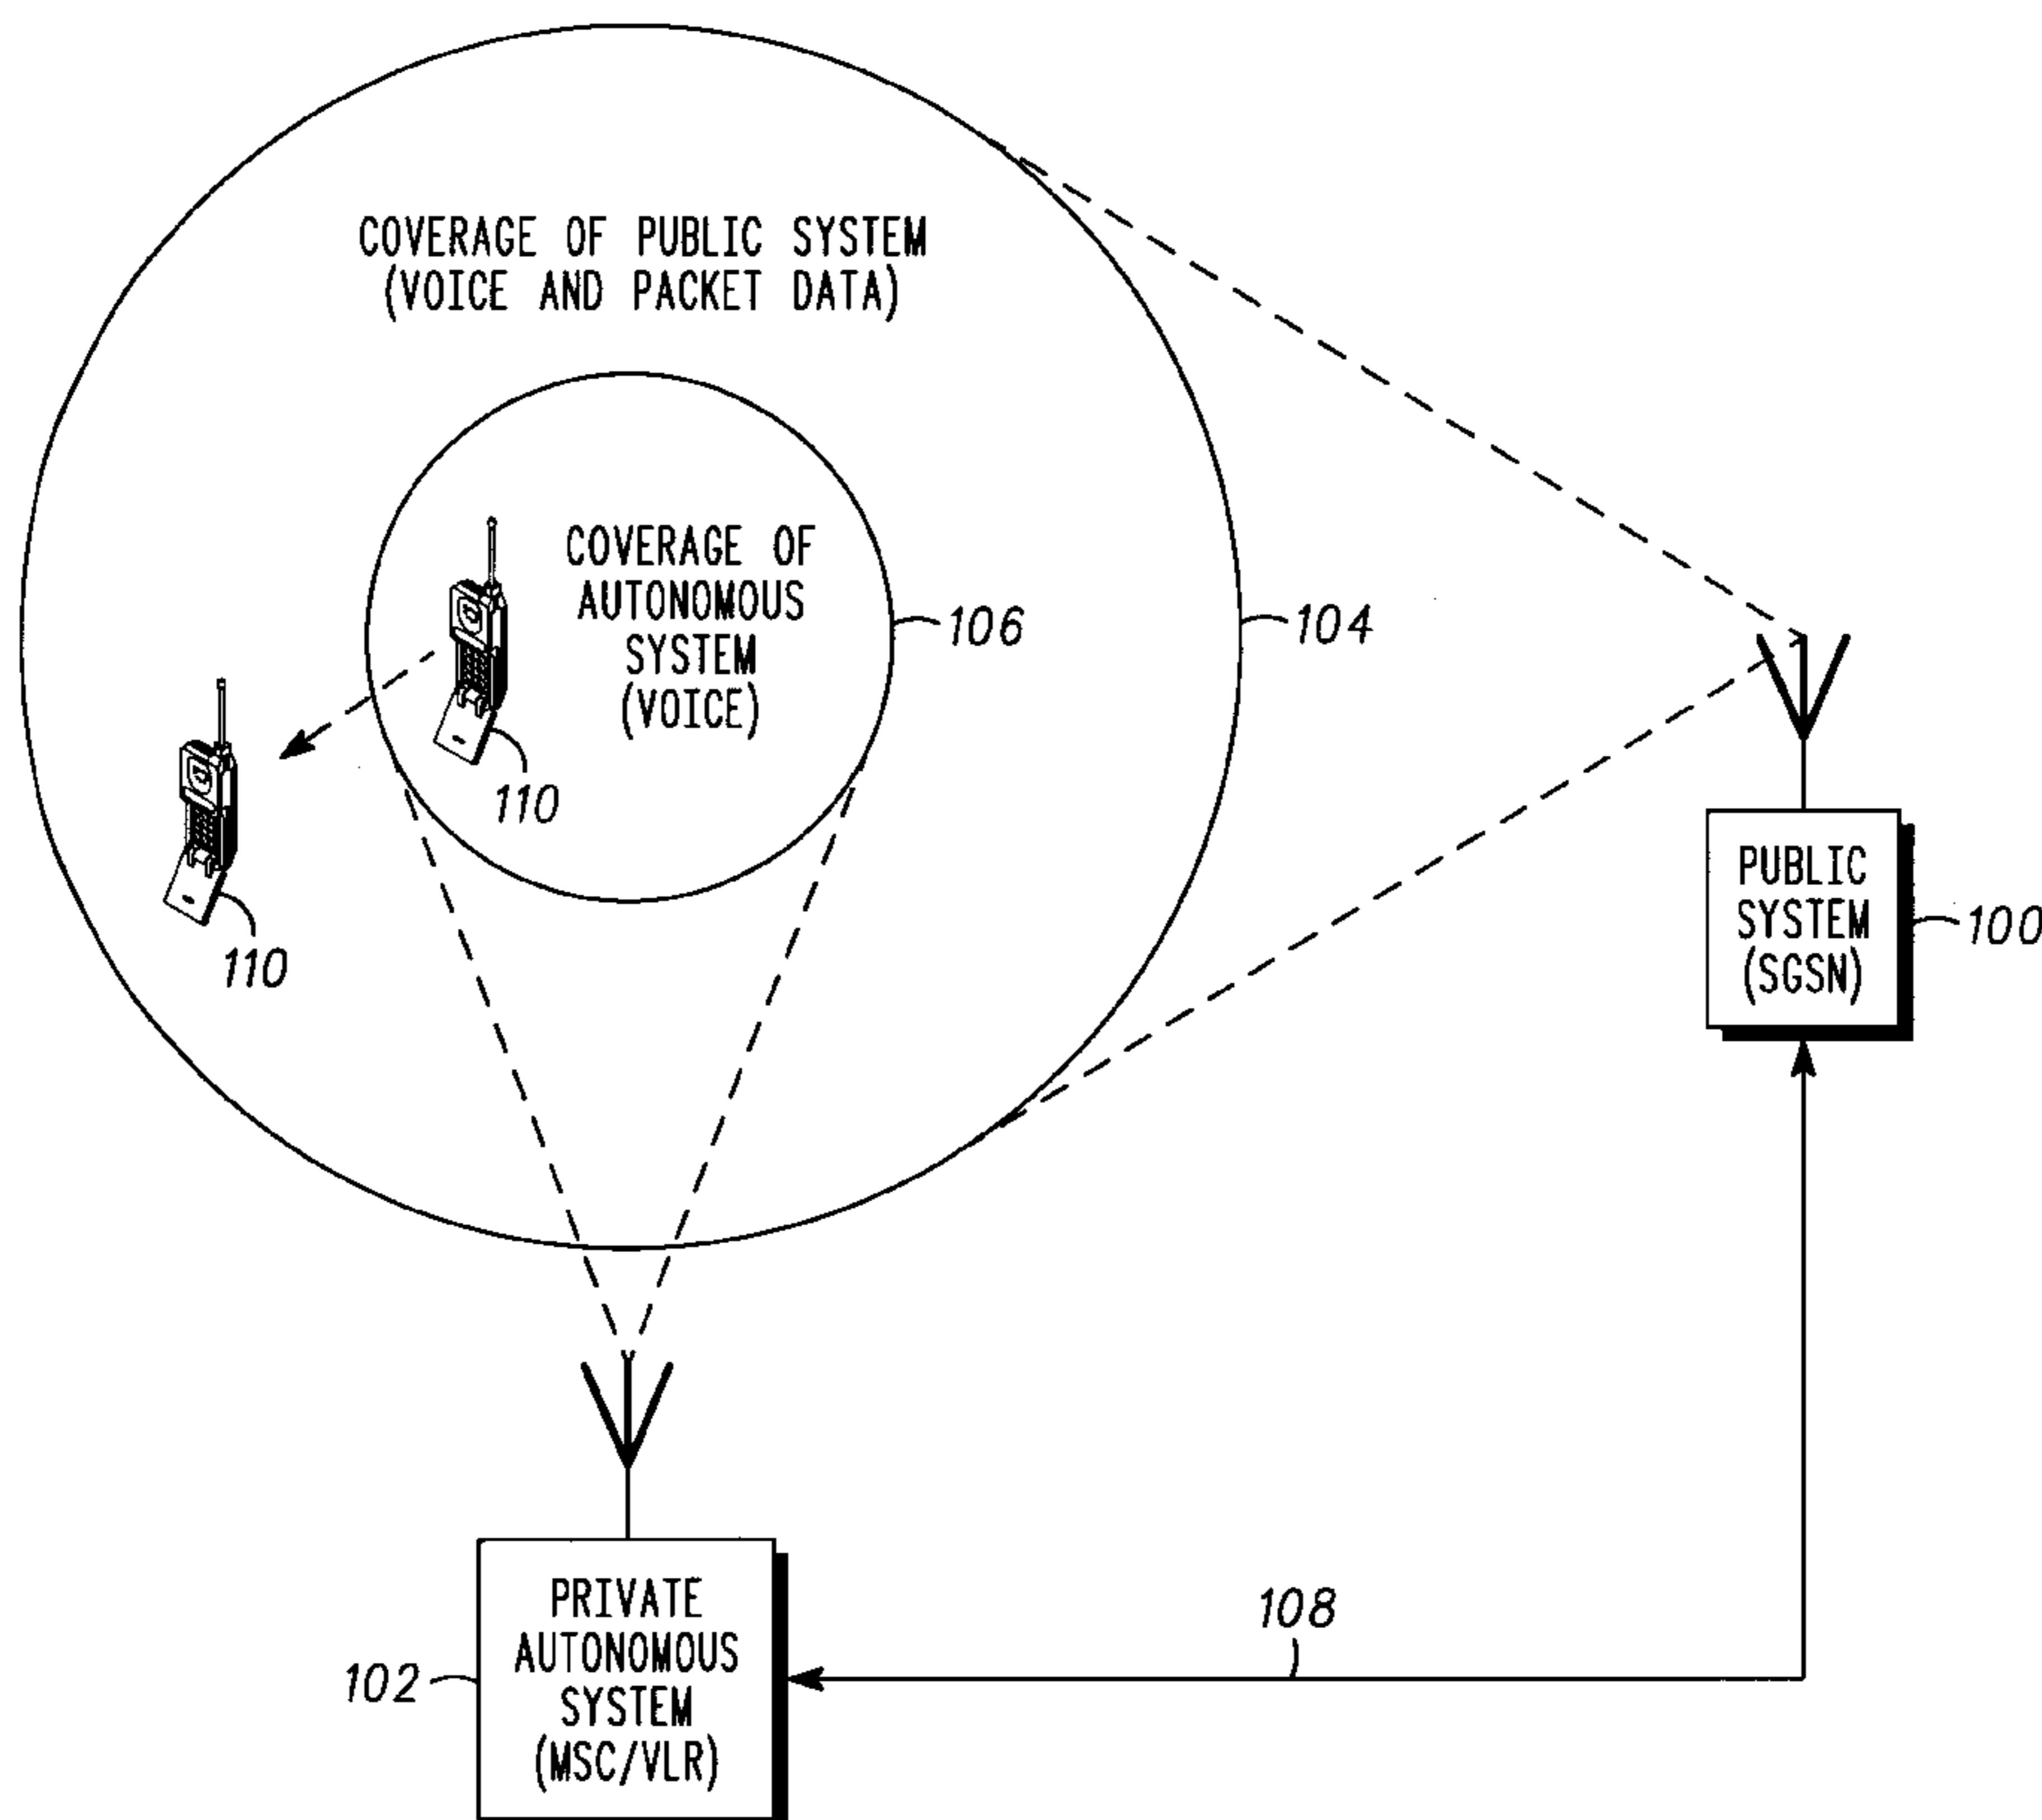 COVERAGE OF PUBLIC SYSTEM
(VOICE AND PACKET DATA)
COVERAGE OF
AUTONOMOUS
SYSTEM
(VOICE)
106
104
110
110
PUBLIC
SYSTEM
(SGSN)
100
108
PRIVATE
AUTONOMOUS
SYSTEM
(MSC/VLR)
102